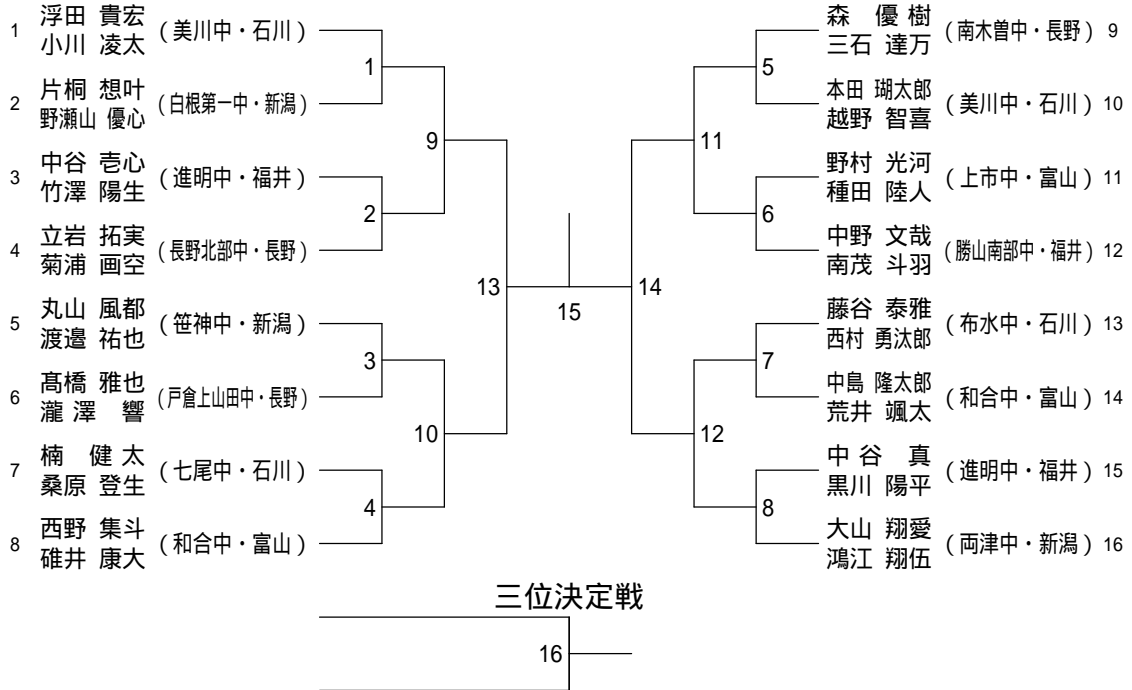 1 浮田 貴宏 (美川中・石川)
小川 凌太
2 片桐 想叶 (白根第一中・新潟)
野瀬山 優心
3 中谷 壱心 (進明中・福井)
竹澤 陽生
4 立岩 拓実 (長野北部中・長野)
菊浦 画空
5 丸山 風都 (笹神中・新潟)
渡邉 祐也
6 髙橋 雅也 (戸倉上山田中・長野)
瀧澤 響
7 楠 健太 (七尾中・石川)
桑原 登生
8 西野 集斗 (和合中・富山)
碓井 康大
1
2
3
4
9
10
13
15
14
11
12
5
6
7
8
森 優樹 (南木曽中・長野) 9
三石 達万
本田 瑚太郎 (美川中・石川) 10
越野 智喜
野村 光河 (上市中・富山) 11
種田 陸人
中野 文哉 (勝山南部中・福井) 12
南茂 斗羽
藤谷 泰雅 (布水中・石川) 13
西村 勇汰郎
中島 隆太郎 (和合中・富山) 14
荒井 颯太
中谷 真 (進明中・福井) 15
黒川 陽平
大山 翔愛 (両津中・新潟) 16
鴻江 翔伍
三位決定戦
16